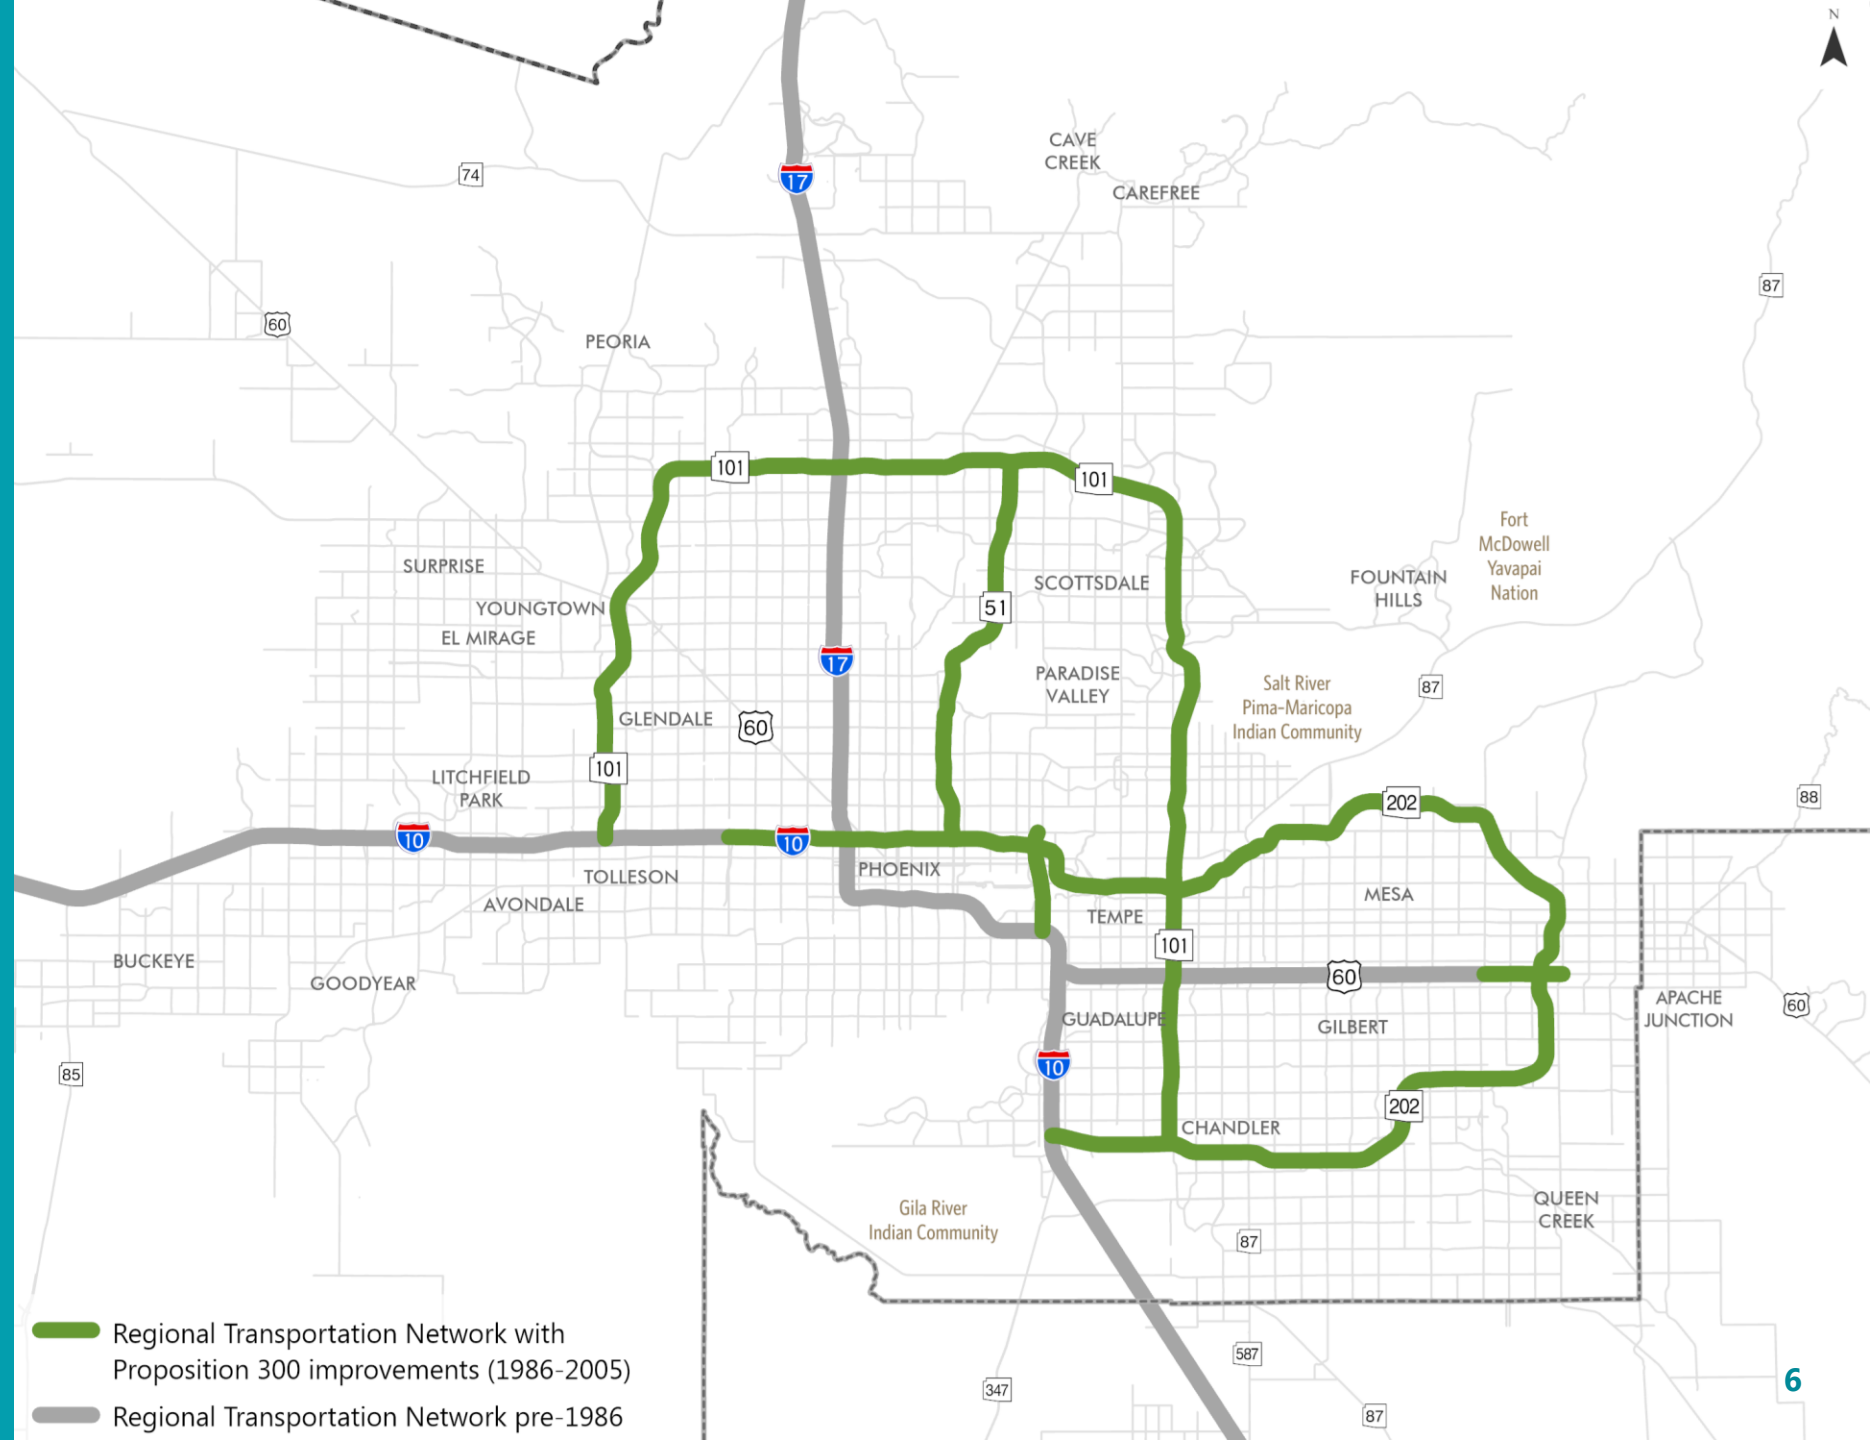 N
CAVE
CREEK
74
17
CAREFREE
87
60
PEORIA
101
101
Fort
McDowell
Yavapai
Nation
SURPRISE
SCOTTSDALE
FOUNTAIN
HILLS
YOUNGTOWN
51
EL MIRAGE
17
PARADISE
VALLEY
Salt River
Pima-Maricopa
Indian Community
87
GLENDALE
60
101
LITCHFIELD
PARK
88
202
10
10
PHOENIX
TOLLESON
MESA
AVONDALE
TEMPE
101
BUCKEYE
60
GOODYEAR
APACHE
JUNCTION
60
GUADALUPE
GILBERT
10
85
202
CHANDLER
QUEEN
CREEK
Gila River
Indian Community
87
Regional Transportation Network with
Proposition 300 improvements (1986-2005)
587
6
347
87
Regional Transportation Network pre-1986